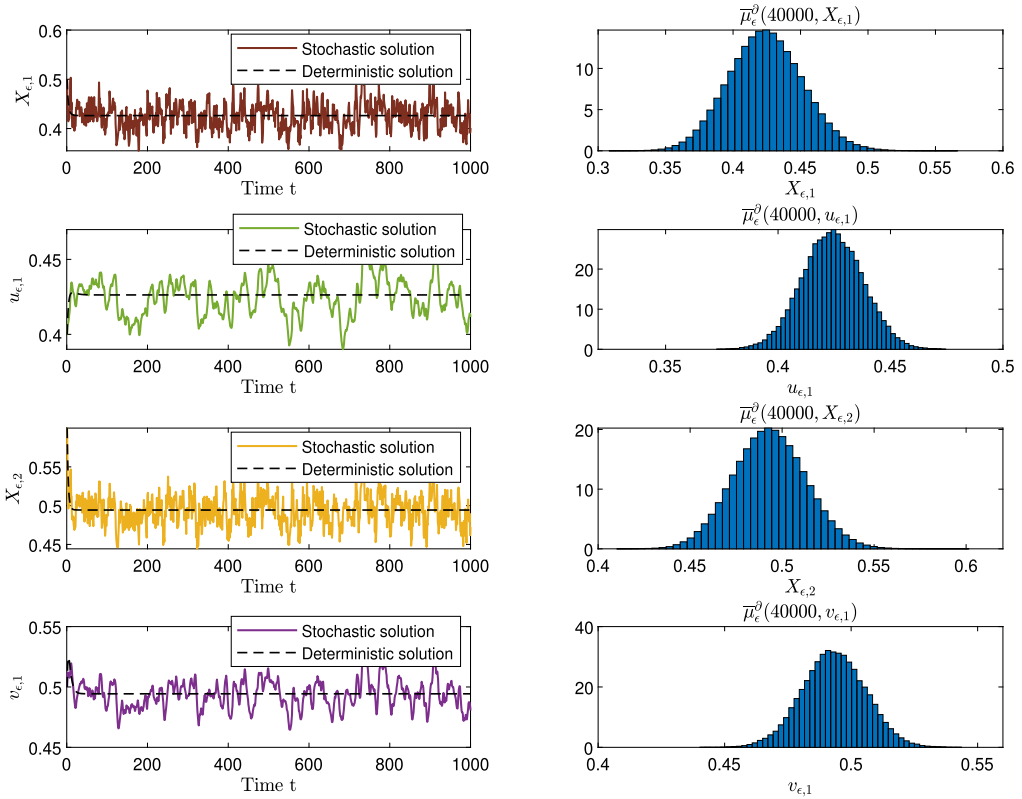 0.6
0.5
0.4
X_{ϵ,1}
Stochastic solution
Deterministic solution
0 200 400 600 800 1000
Time t
μ̅_ϵ^∂(40000, X_{ϵ,1})
10
5
0
0.3 0.35 0.4 0.45 0.5 0.55 0.6
X_{ϵ,1}
0.45
0.4
u_{ϵ,1}
Stochastic solution
Deterministic solution
0 200 400 600 800 1000
Time t
μ̅_ϵ^∂(40000, u_{ϵ,1})
20
10
0
0.35 0.4 0.45 0.5
u_{ϵ,1}
0.55
0.5
0.45
X_{ϵ,2}
Stochastic solution
Deterministic solution
0 200 400 600 800 1000
Time t
μ̅_ϵ^∂(40000, X_{ϵ,2})
20
10
0
0.4 0.45 0.5 0.55 0.6
X_{ϵ,2}
0.55
0.5
0.45
v_{ϵ,1}
Stochastic solution
Deterministic solution
0 200 400 600 800 1000
Time t
μ̅_ϵ^∂(40000, v_{ϵ,1})
40
20
0
0.4 0.45 0.5 0.55
v_{ϵ,1}